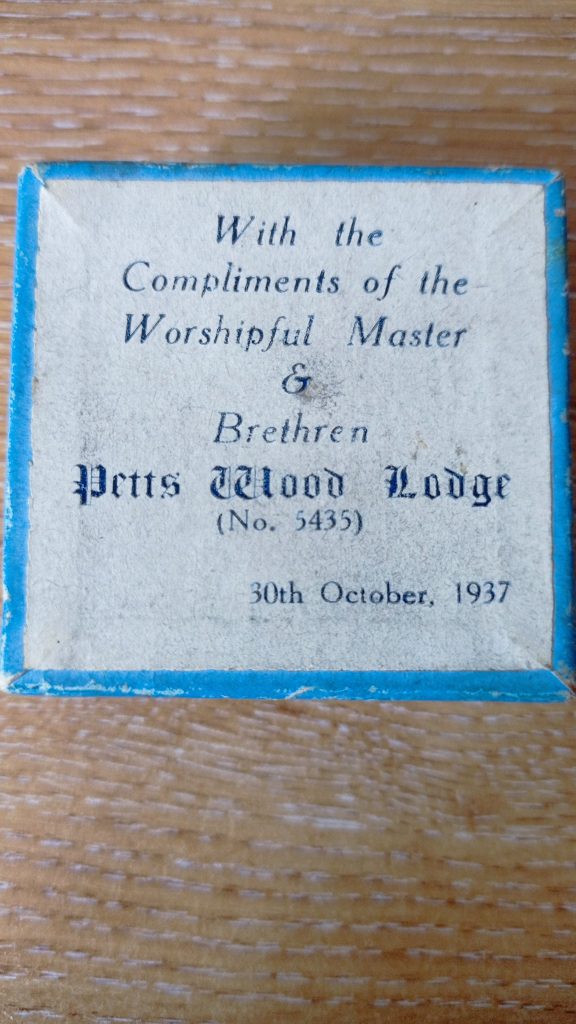 With the
Compliments of the
Worshipful Master
&
Brethren
Petts Wood Lodge
(No. 5435)
30th October, 1937